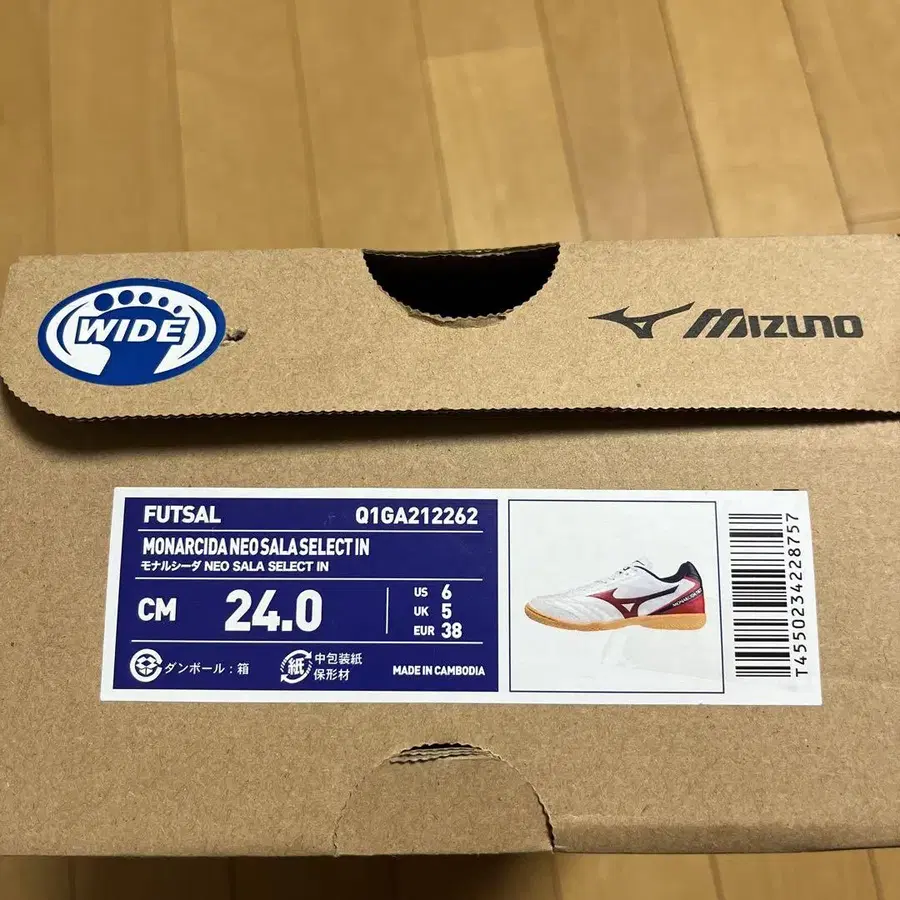 WIDE
MIZUNO
FUTSAL Q1GA212262
MONARCIDA NEO SALA SELECT IN
モナルシーダ NEO SALA SELECT IN
CM 24.0
US 6
UK 5
EUR 38
ダンボール：箱
紙 中包装紙
保形材
MADE IN CAMBODIA
T4550234228757